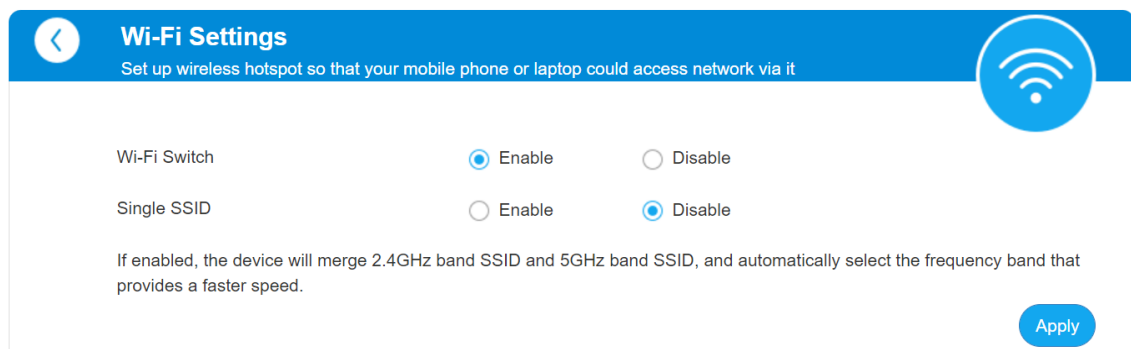 Wi-Fi Settings
Set up wireless hotspot so that your mobile phone or laptop could access network via it
Wi-Fi Switch Enable Disable
Single SSID Enable Disable
If enabled, the device will merge 2.4GHz band SSID and 5GHz band SSID, and automatically select the frequency band that
provides a faster speed.
Apply